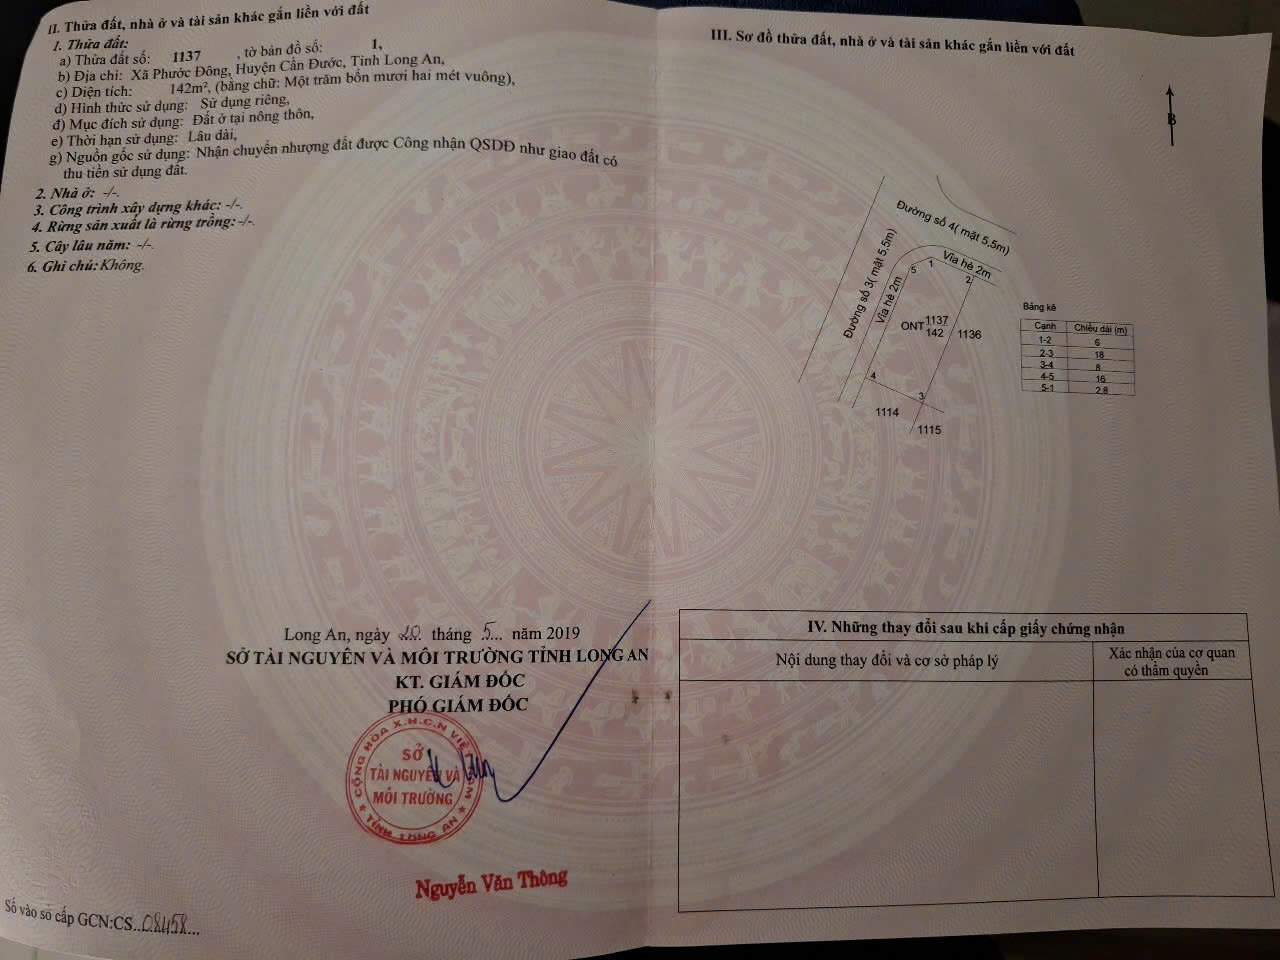 II. Thửa đất, nhà ở và tài sản khác gắn liền với đất
1. Thửa đất:
a) Thửa đất số: 1137 , tờ bản đồ số: 1,
b) Địa chỉ: Xã Phước Đông, Huyện Cần Đước, Tỉnh Long An,
c) Diện tích: 142m², (bằng chữ: Một trăm bốn mươi hai mét vuông),
d) Hình thức sử dụng: Sử dụng riêng,
đ) Mục đích sử dụng: Đất ở tại nông thôn,
e) Thời hạn sử dụng: Lâu dài,
g) Nguồn gốc sử dụng: Nhận chuyển nhượng đất được Công nhận QSDĐ như giao đất có
thu tiền sử dụng đất.
2. Nhà ở: -/-.
3. Công trình xây dựng khác: -/-.
4. Rừng sản xuất là rừng trồng: -/-.
5. Cây lâu năm: -/-.
6. Ghi chú: Không.
Long An, ngày 20 tháng 5 năm 2019
SỞ TÀI NGUYÊN VÀ MÔI TRƯỜNG TỈNH LONG AN
KT. GIÁM ĐỐC
PHÓ GIÁM ĐỐC
CỘNG HÒA X.H.C.N VIỆT NAM
SỞ
TÀI NGUYÊN VÀ
MÔI TRƯỜNG
★ TỈNH LONG AN ★
Nguyễn Văn Thông
Số vào sổ cấp GCN:CS..08458...
III. Sơ đồ thửa đất, nhà ở và tài sản khác gắn liền với đất
B
Đường số 4( mặt 5,5m)
Đường số 3( mặt 5,5m)
Vỉa hè 2m
Vỉa hè 2m
5
1
2
ONT 1137
142
1136
4
3
1114
1115
Bảng kê
Cạnh Chiều dài (m)
1-2 6
2-3 18
3-4 8
4-5 16
5-1 2.8
IV. Những thay đổi sau khi cấp giấy chứng nhận
Nội dung thay đổi và cơ sở pháp lý
Xác nhận của cơ quan
có thẩm quyền